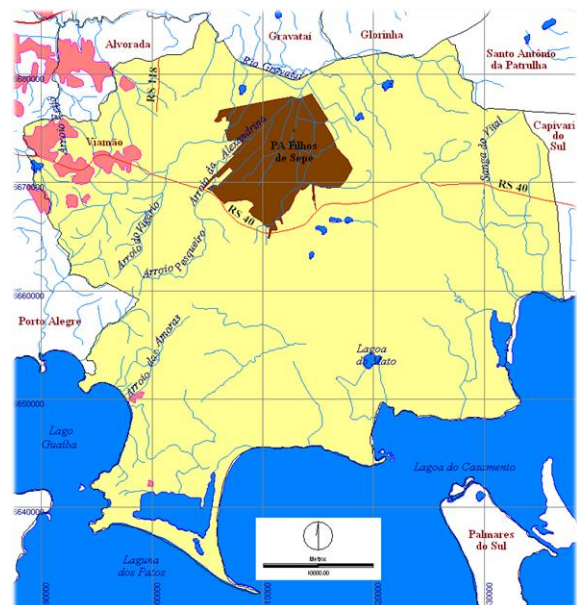 Alvorada
Gravataí
Glorinha
Santo Antônio
da Patrulha
Rio Gravataí
6680000
RS 118
Arroio Feijó
Viamão
PA Filhos
de Sepé
Arroio da Alexandrina
Sanga do Vital
Capivari
do
Sul
6670000
RS 40
RS 40
Arroio do Vigário
Arroio Pesqueiro
6660000
Porto Alegre
Arroio das Amoras
Lagoa
do Mato
6650000
Lago
Guaíba
Lagoa do Casamento
6640000
Palmares
do Sul
Laguna
dos Patos
Metros
10000.00